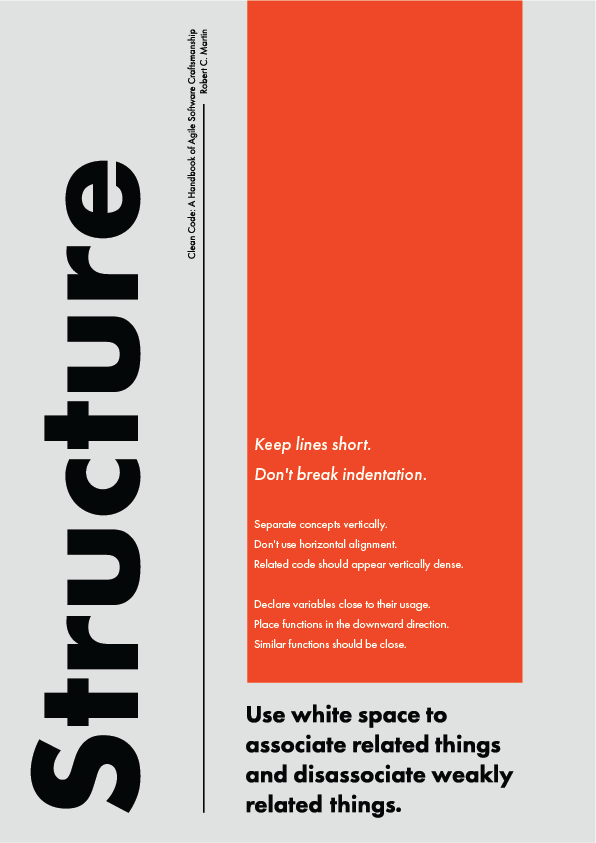 Structure
Clean Code: A Handbook of Agile Software Craftsmanship
Robert C. Martin
Keep lines short.
Don't break indentation.
Separate concepts vertically.
Don't use horizontal alignment.
Related code should appear vertically dense.
Declare variables close to their usage.
Place functions in the downward direction.
Similar functions should be close.
Use white space to
associate related things
and disassociate weakly
related things.